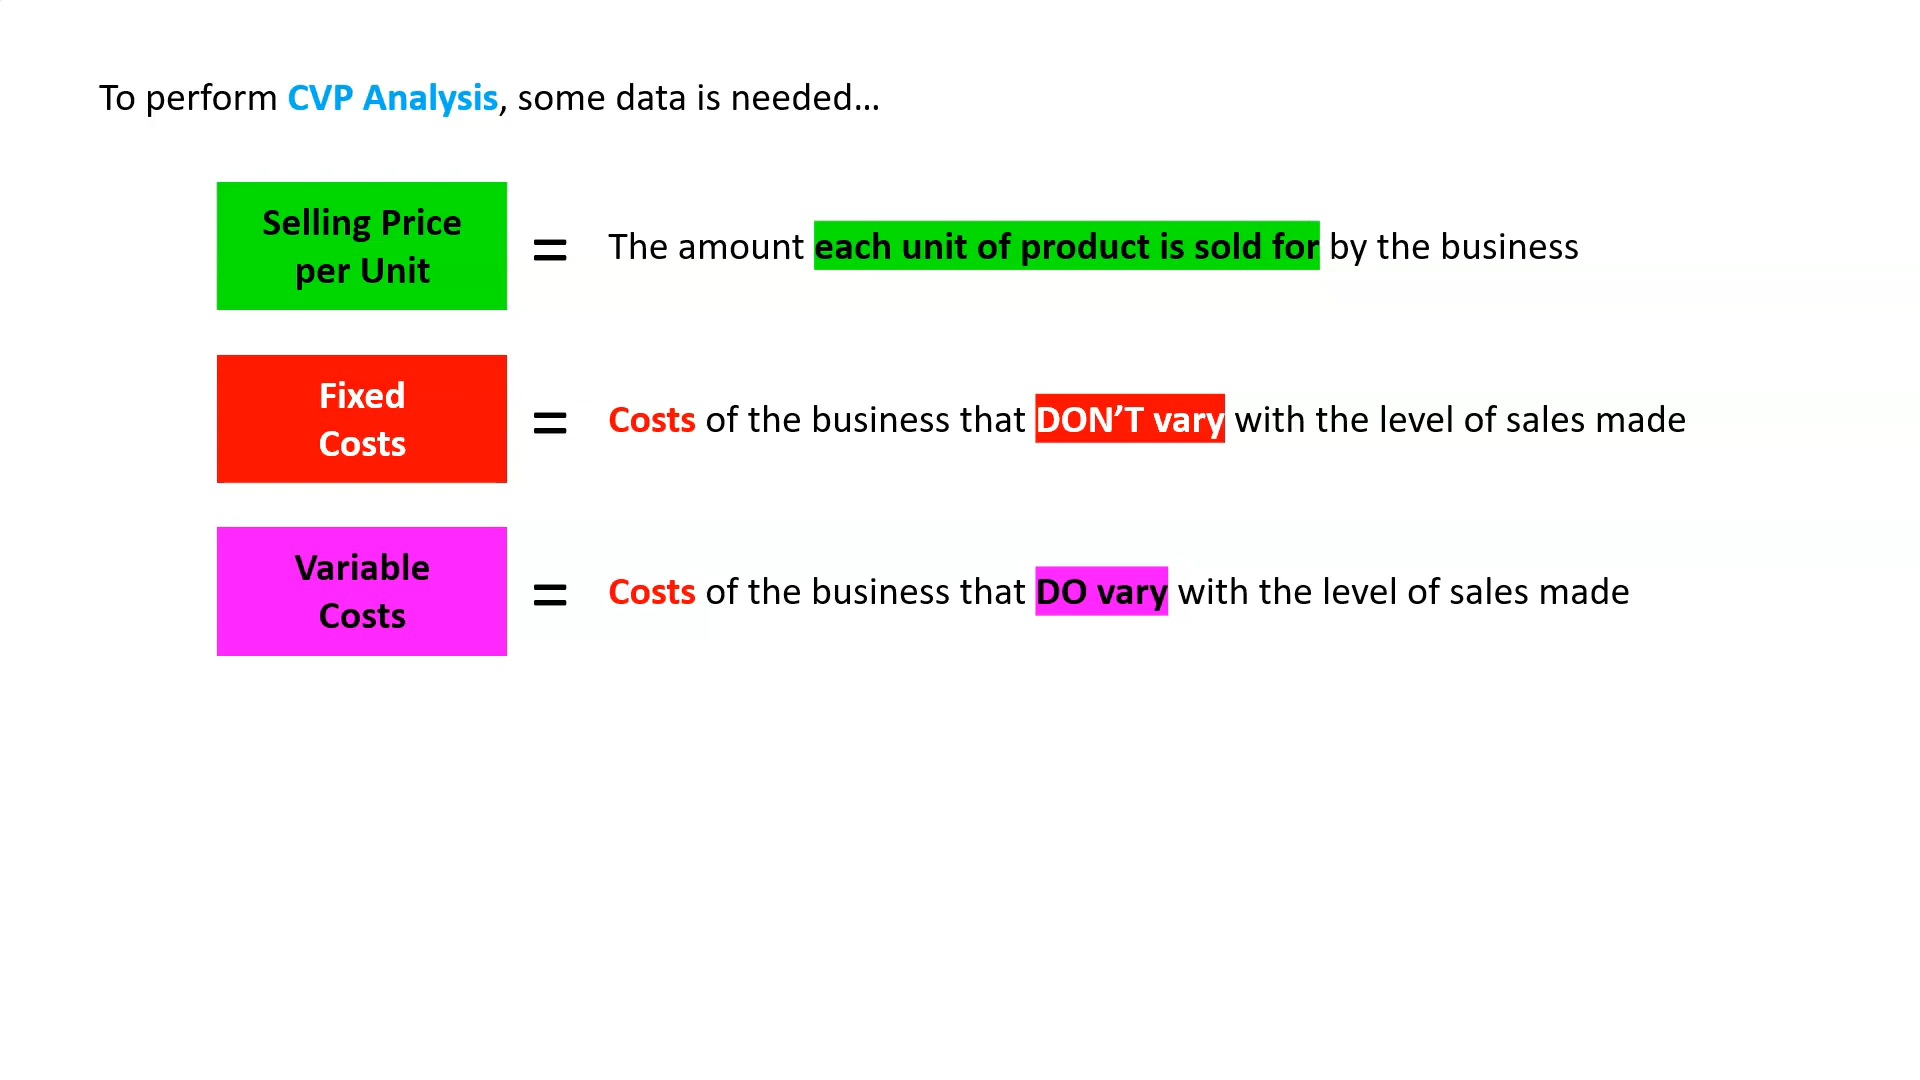 To perform CVP Analysis, some data is needed...
Selling Price
per Unit
= The amount each unit of product is sold for by the business
Fixed
Costs
= Costs of the business that DON’T vary with the level of sales made
Variable
Costs
= Costs of the business that DO vary with the level of sales made